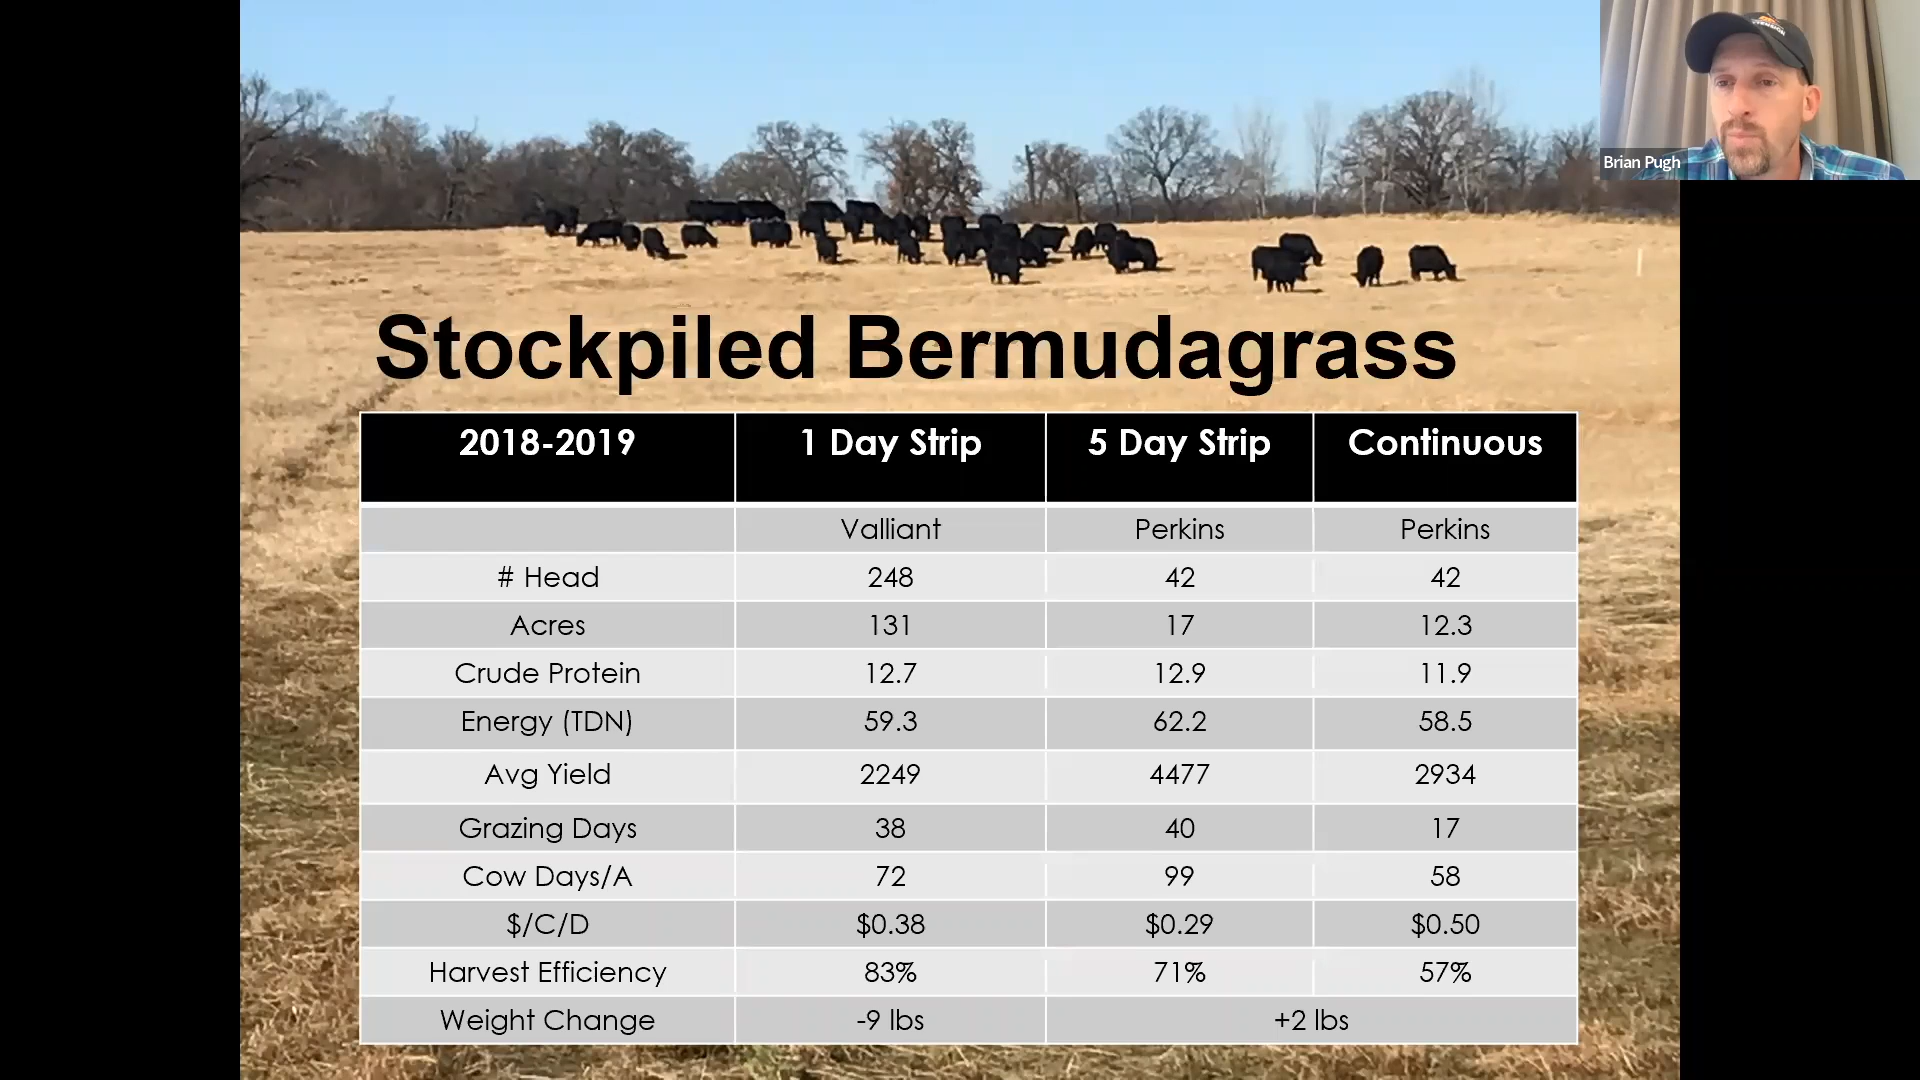 Brian Pugh
Stockpiled Bermudagrass
2018-2019 1 Day Strip 5 Day Strip Continuous
Valliant Perkins Perkins
# Head 248 42 42
Acres 131 17 12.3
Crude Protein 12.7 12.9 11.9
Energy (TDN) 59.3 62.2 58.5
Avg Yield 2249 4477 2934
Grazing Days 38 40 17
Cow Days/A 72 99 58
$/C/D $0.38 $0.29 $0.50
Harvest Efficiency 83% 71% 57%
Weight Change -9 lbs +2 lbs